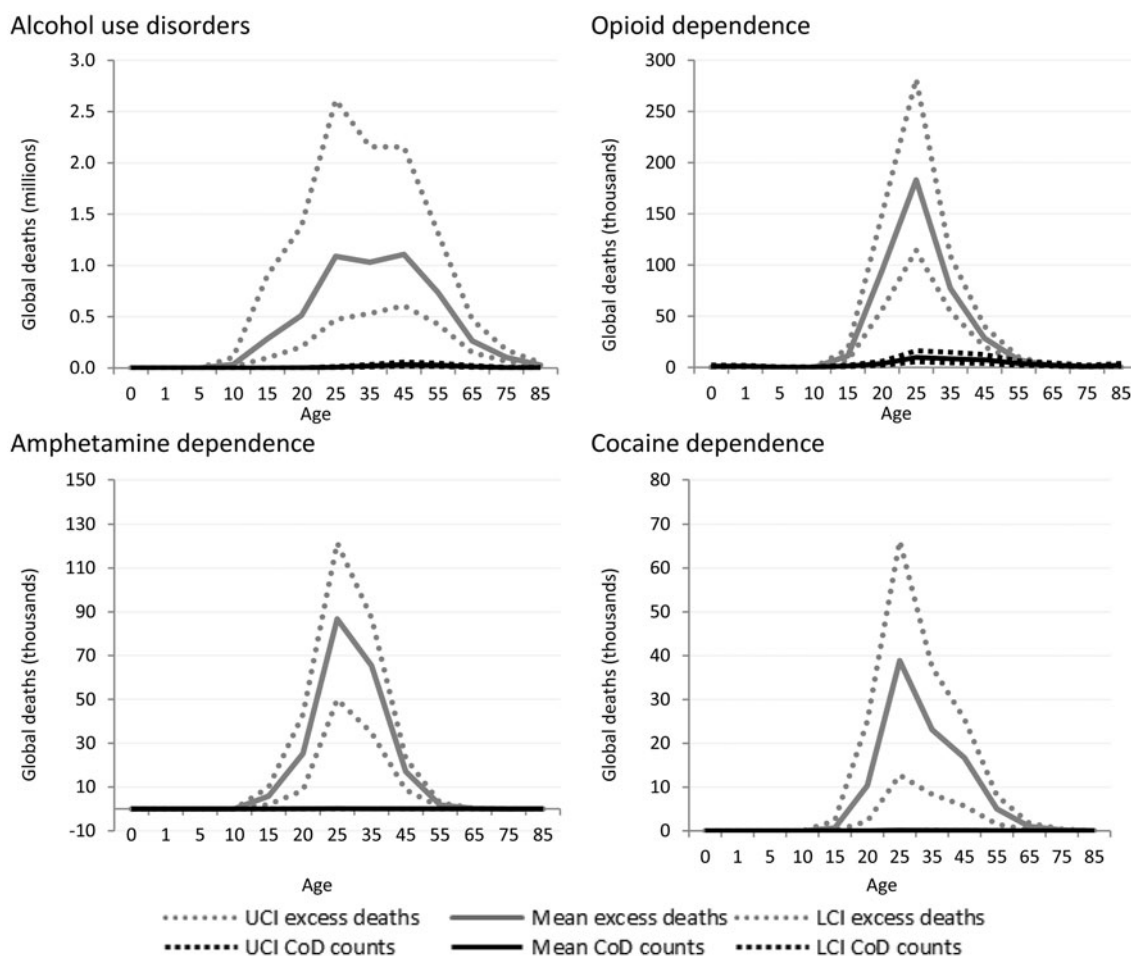 Alcohol use disorders
Opioid dependence
Global deaths (millions)
3.0
2.5
2.0
1.5
1.0
0.5
0.0
0 1 5 10 15 20 25 35 45 55 65 75 85
Age
Global deaths (thousands)
300
250
200
150
100
50
0
0 1 5 10 15 20 25 35 45 55 65 75 85
Age
Amphetamine dependence
Cocaine dependence
Global deaths (thousands)
150
130
110
90
70
50
30
10
-10
0 1 5 10 15 20 25 35 45 55 65 75 85
Age
Global deaths (thousands)
80
70
60
50
40
30
20
10
0
0 1 5 10 15 20 25 35 45 55 65 75 85
Age
UCI excess deaths Mean excess deaths LCI excess deaths
UCI CoD counts Mean CoD counts LCI CoD counts